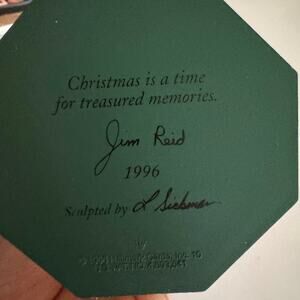 Christmas is a time
for treasured memories.
Jim Reid
1996
Sculpted by L Sickman